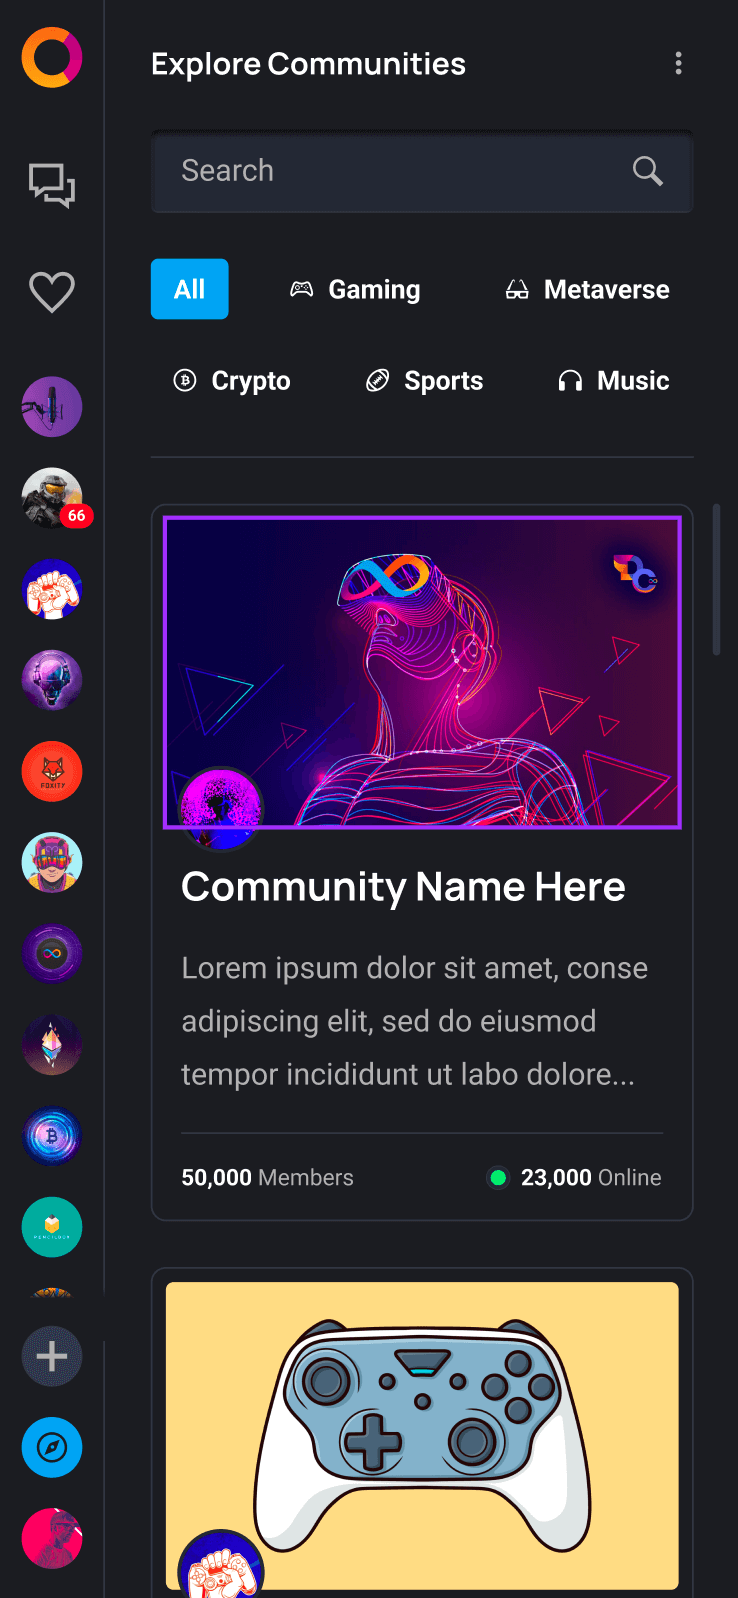 Explore Communities
Search
All
Gaming
Metaverse
Crypto
Sports
Music
66
FOXITY
DC
Community Name Here
Lorem ipsum dolor sit amet, conse
adipiscing elit, sed do eiusmod
tempor incididunt ut labo dolore...
50,000 Members
23,000 Online